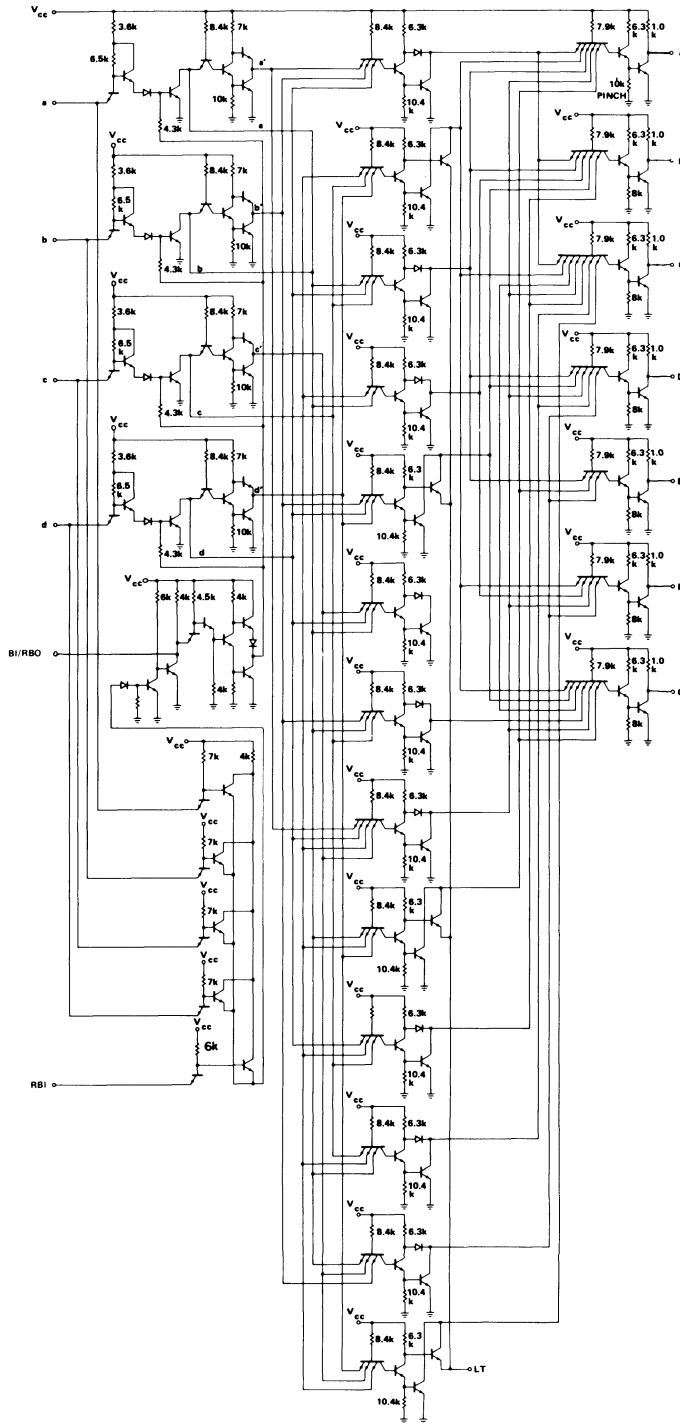 Vcc
3.6k
6.5k
a
4.3k
8.4k
7k
10k
a'
a
Vcc
3.6k
6.5
k
b
4.3k
8.4k
7k
10k
b'
b
Vcc
3.6k
6.5
k
c
4.3k
8.4k
7k
10k
c'
c
Vcc
3.6k
6.5
k
d
4.3k
8.4k
7k
10k
d'
d
Vcc
6k
4k
4.5k
4k
BI/RBO
4k
Vcc
7k
4k
Vcc
7k
Vcc
7k
Vcc
7k
Vcc
6k
RBI
8.4k
6.3k
10.4
k
Vcc
8.4k
6.3k
10.4
k
Vcc
8.4k
6.3k
10.4
k
Vcc
8.4k
6.3k
10.4
k
Vcc
8.4k
6.3
k
10.4k
Vcc
8.4k
6.3k
10.4
k
Vcc
8.4k
6.3k
10.4
k
Vcc
8.4k
6.3k
10.4
k
Vcc
8.4k
6.3
k
10.4k
Vcc
6.3k
8.4k
10.4
k
Vcc
8.4k
6.3k
10.4
k
Vcc
8.4k
6.3k
10.4
k
Vcc
8.4k
6.3
k
10.4k
LT
7.9k
6.3
k
1.0
k
10k
PINCH
Vcc
7.9k
6.3
k
1.0
k
8k
Vcc
7.9k
6.3
k
1.0
k
8k
Vcc
7.9k
6.3
k
1.0
k
8k
Vcc
7.9k
6.3
k
1.0
k
8k
Vcc
7.9k
6.3
k
1.0
k
8k
Vcc
7.9k
6.3
k
1.0
k
8k